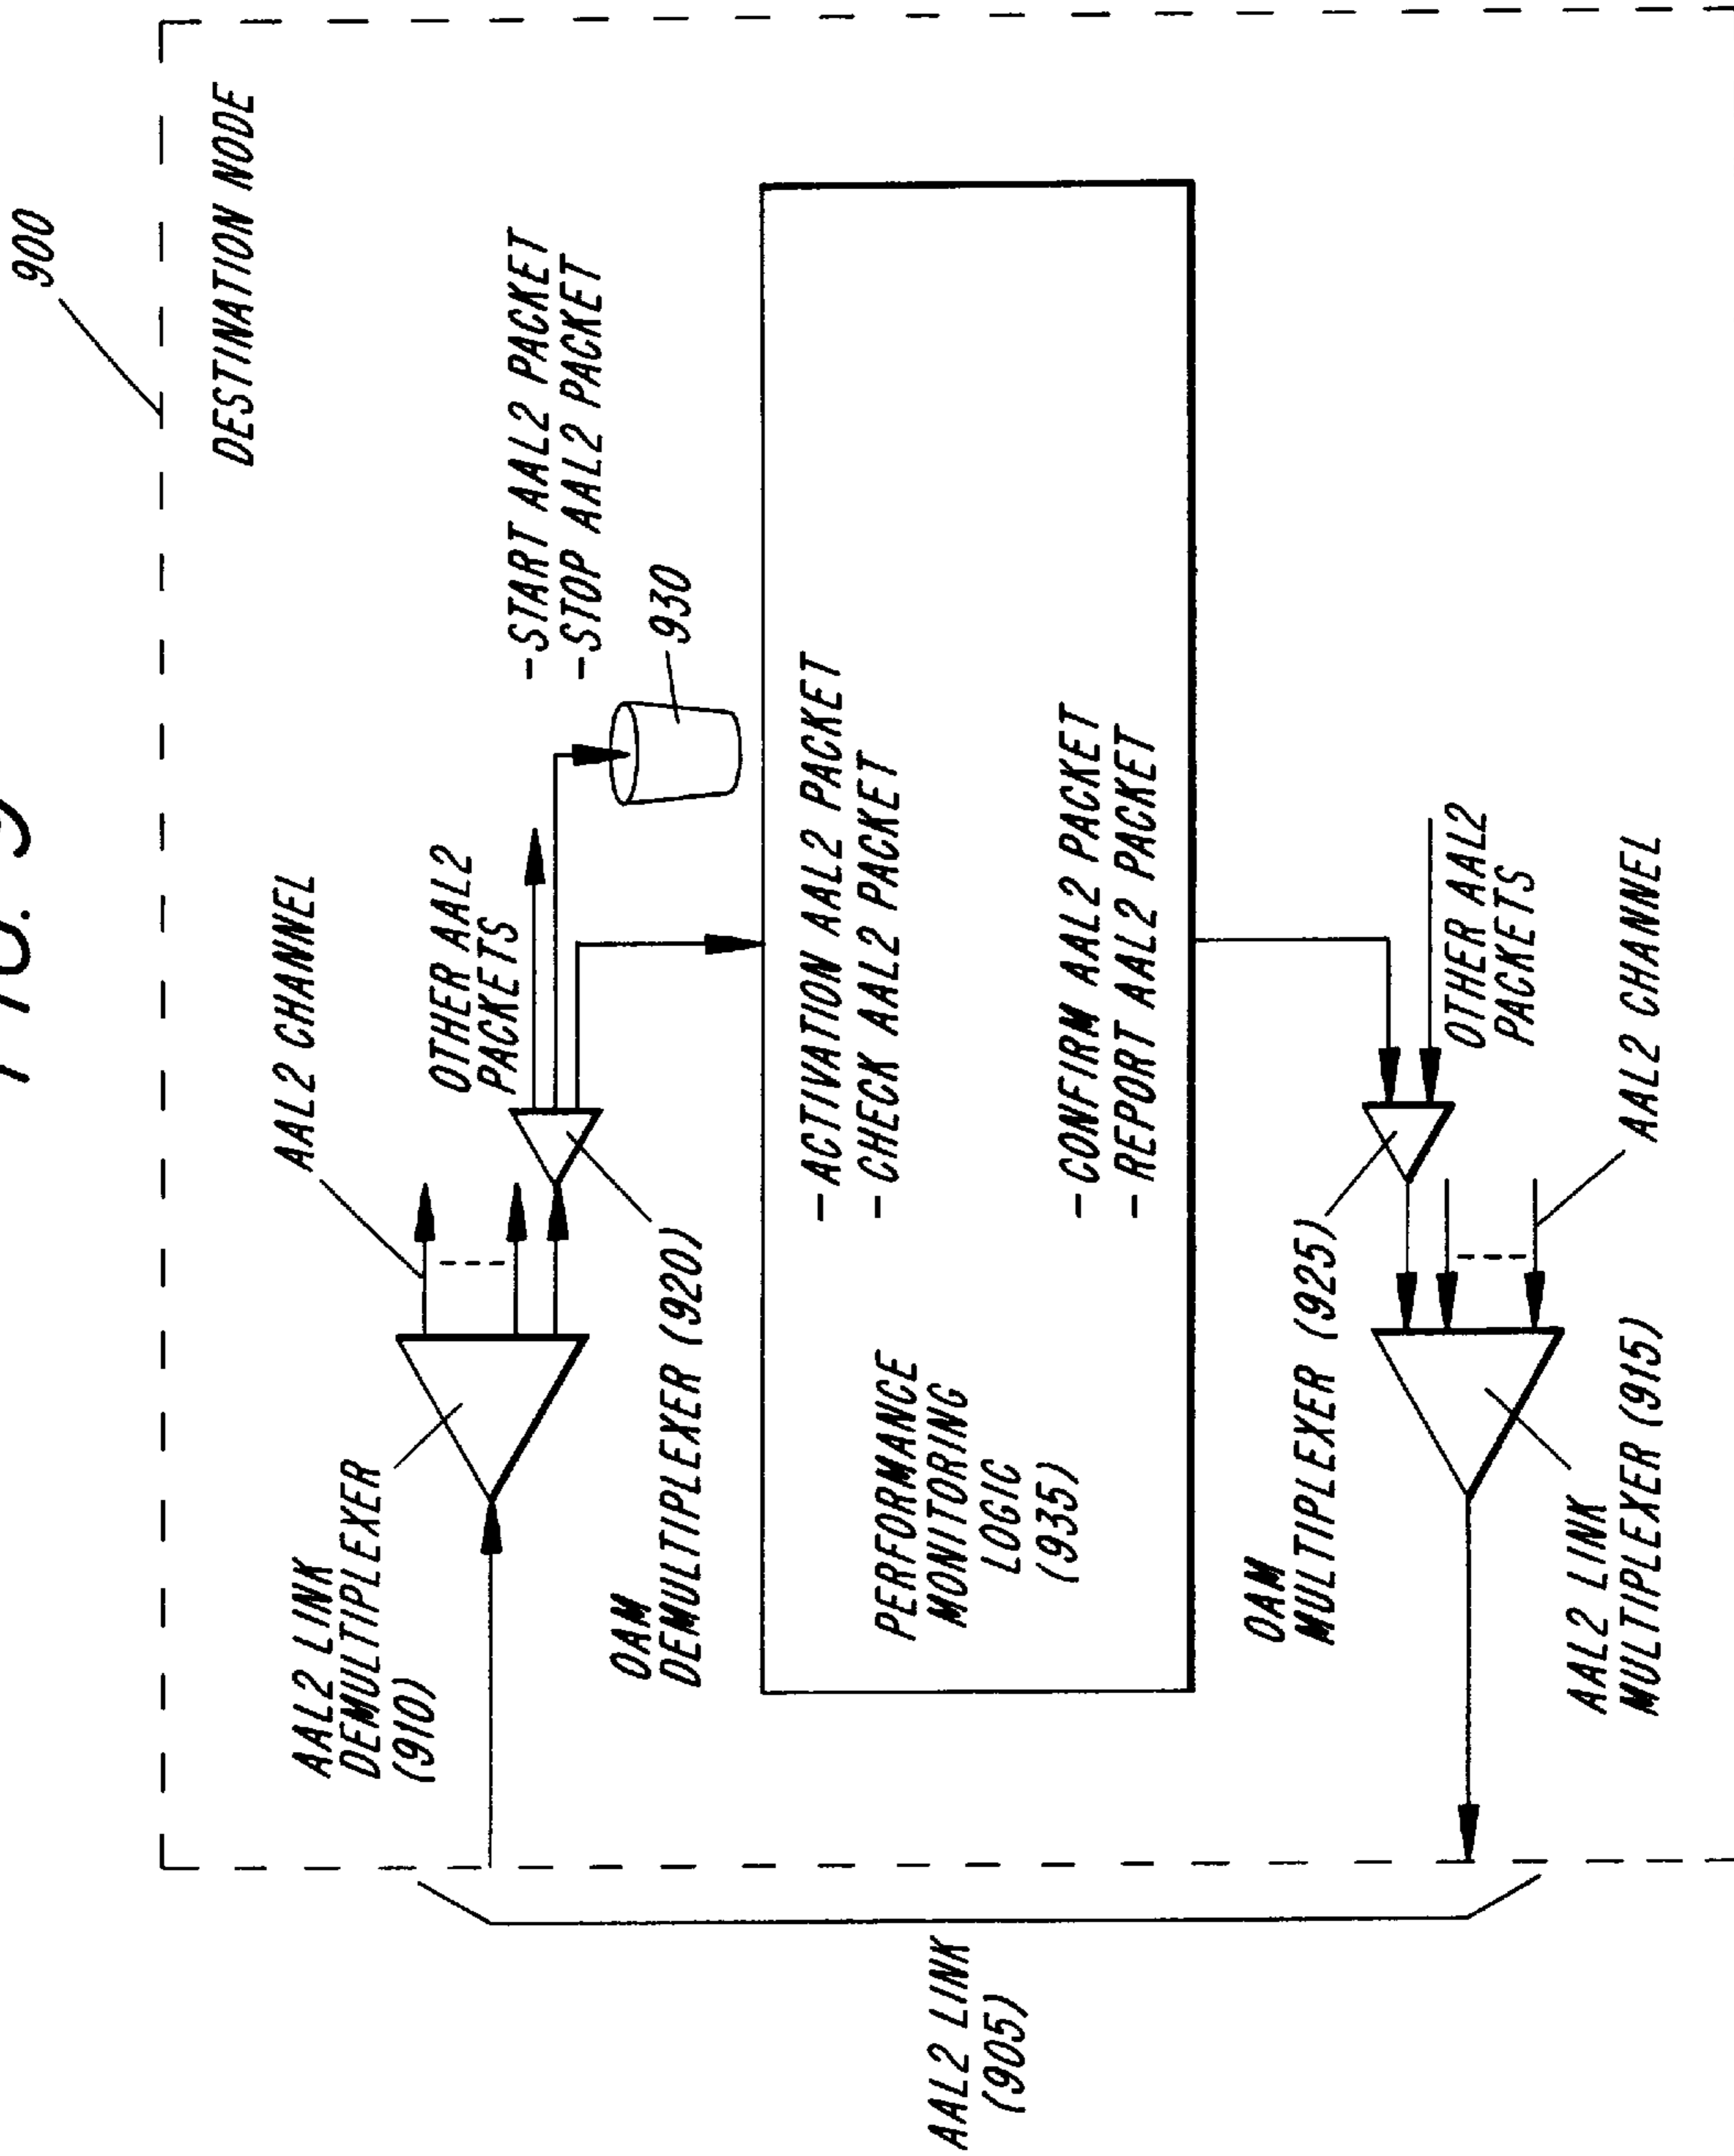 900
DESTINATION NODE
AAL2 LINK
DEMULTIPLEXER
(910)
AAL2 CHANNEL
OTHER AAL2
PACKETS
-START AAL2 PACKET
-STOP AAL2 PACKET
930
OAM
DEMULTIPLEXER (920)
-ACTIVATION AAL2 PACKET
-CHECK AAL2 PACKET
PERFORMANCE
MONITORING
LOGIC
(935)
-CONFIRM AAL2 PACKET
-REPORT AAL2 PACKET
AAL2 LINK
(905)
OAM
MULTIPLEXER (925)
OTHER AAL2
PACKETS
AAL2 LINK
MULTIPLEXER (915)
AAL2 CHANNEL